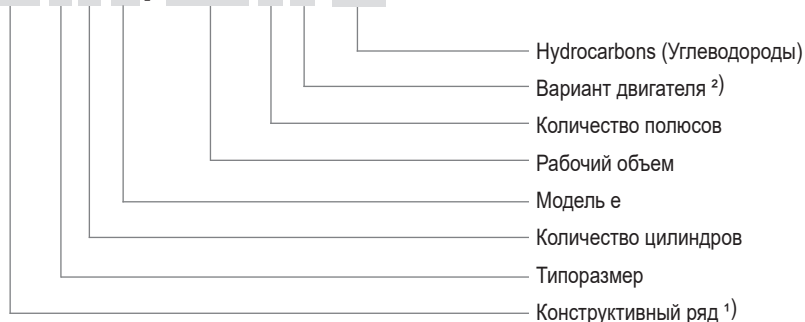 Hydrocarbons (Углеводороды)
Вариант двигателя ²)
Количество полюсов
Рабочий объем
Модель e
Количество цилиндров
Типоразмер
Конструктивный ряд ¹)